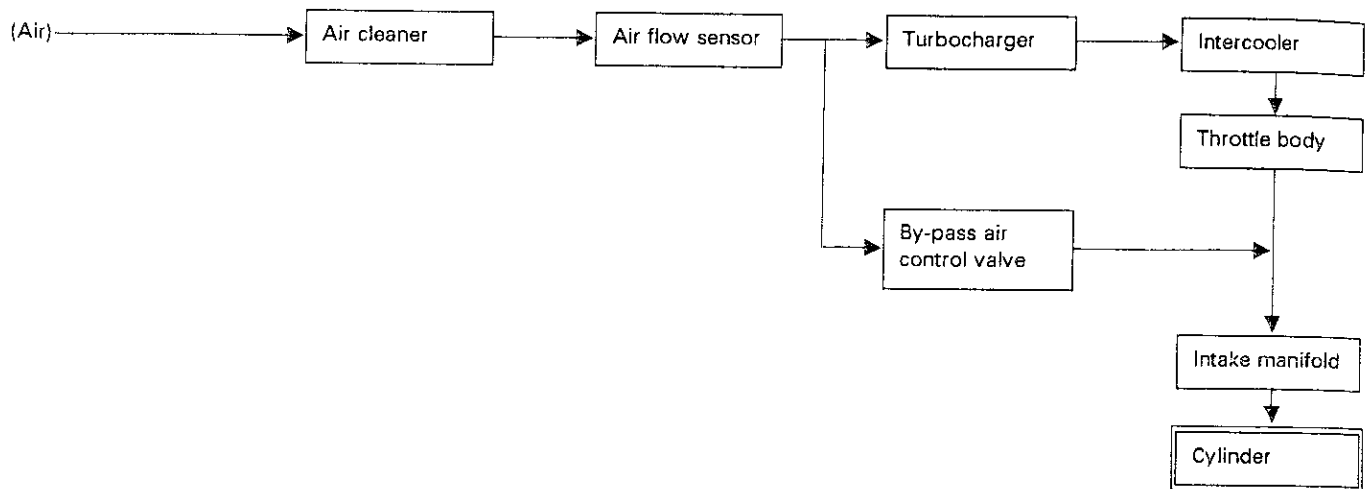 (Air)
Air cleaner
Air flow sensor
Turbocharger
Intercooler
Throttle body
By-pass air
control valve
Intake manifold
Cylinder